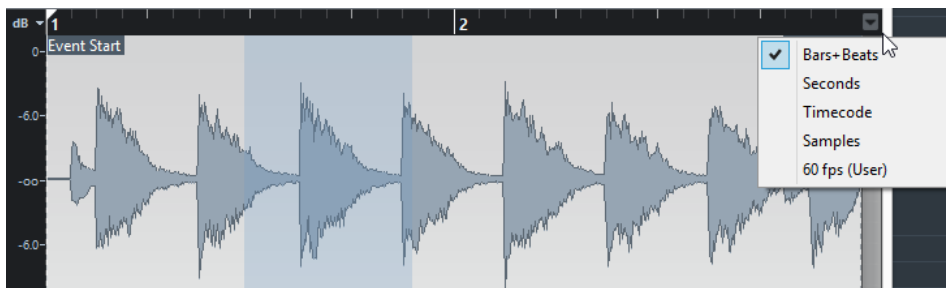 dB
1
2
Event Start
0
-6.0
-oo
-6.0
Bars+Beats
Seconds
Timecode
Samples
60 fps (User)